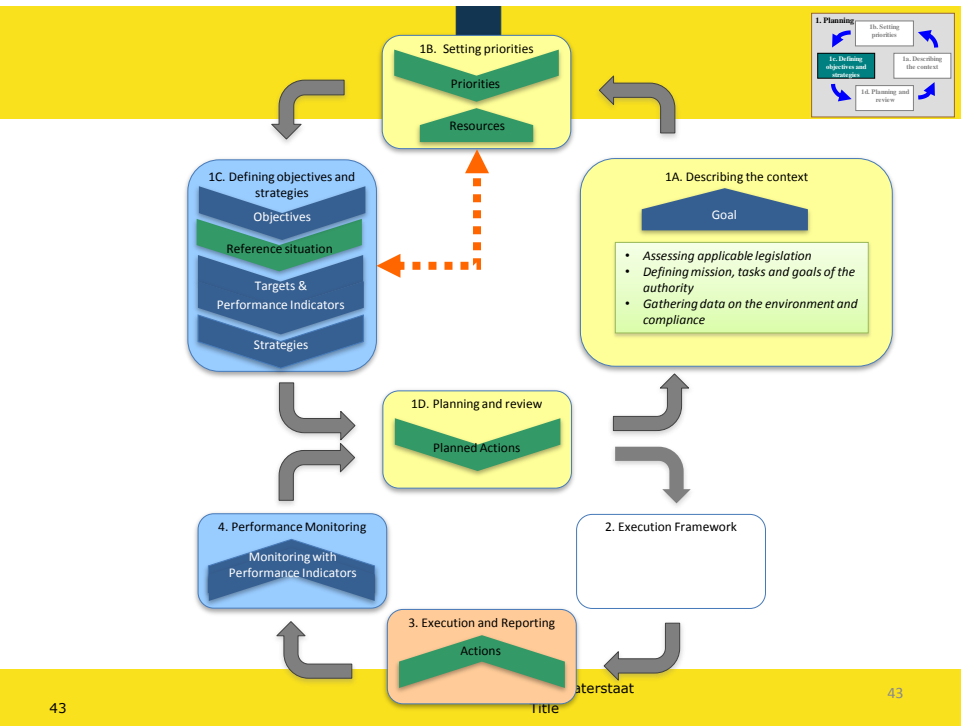 1. Planning
1b. Setting
priorities
1c. Defining
objectives and
strategies
1a. Describing
the context
1d. Planning and
review
1B. Setting priorities
Priorities
Resources
1C. Defining objectives and
strategies
Objectives
Reference situation
Targets &
Performance Indicators
Strategies
1A. Describing the context
Goal
• Assessing applicable legislation
• Defining mission, tasks and goals of the
authority
• Gathering data on the environment and
compliance
1D. Planning and review
Planned Actions
4. Performance Monitoring
Monitoring with
Performance Indicators
2. Execution Framework
3. Execution and Reporting
Actions
aterstaat
Title
43
43